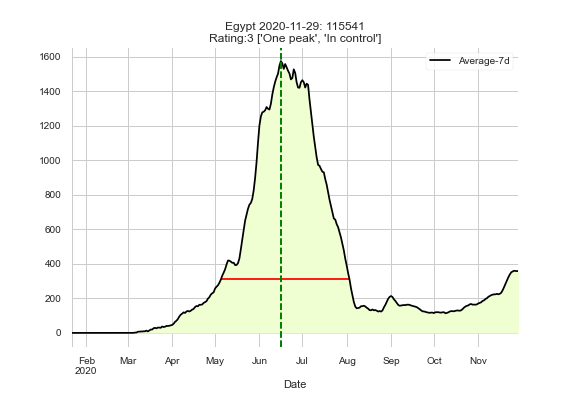 Egypt 2020-11-29: 115541
Rating:3 ['One peak', 'In control']
Average-7d
1600
1400
1200
1000
800
600
400
200
0
Feb Mar Apr May Jun Jul Aug Sep Oct Nov
2020
Date